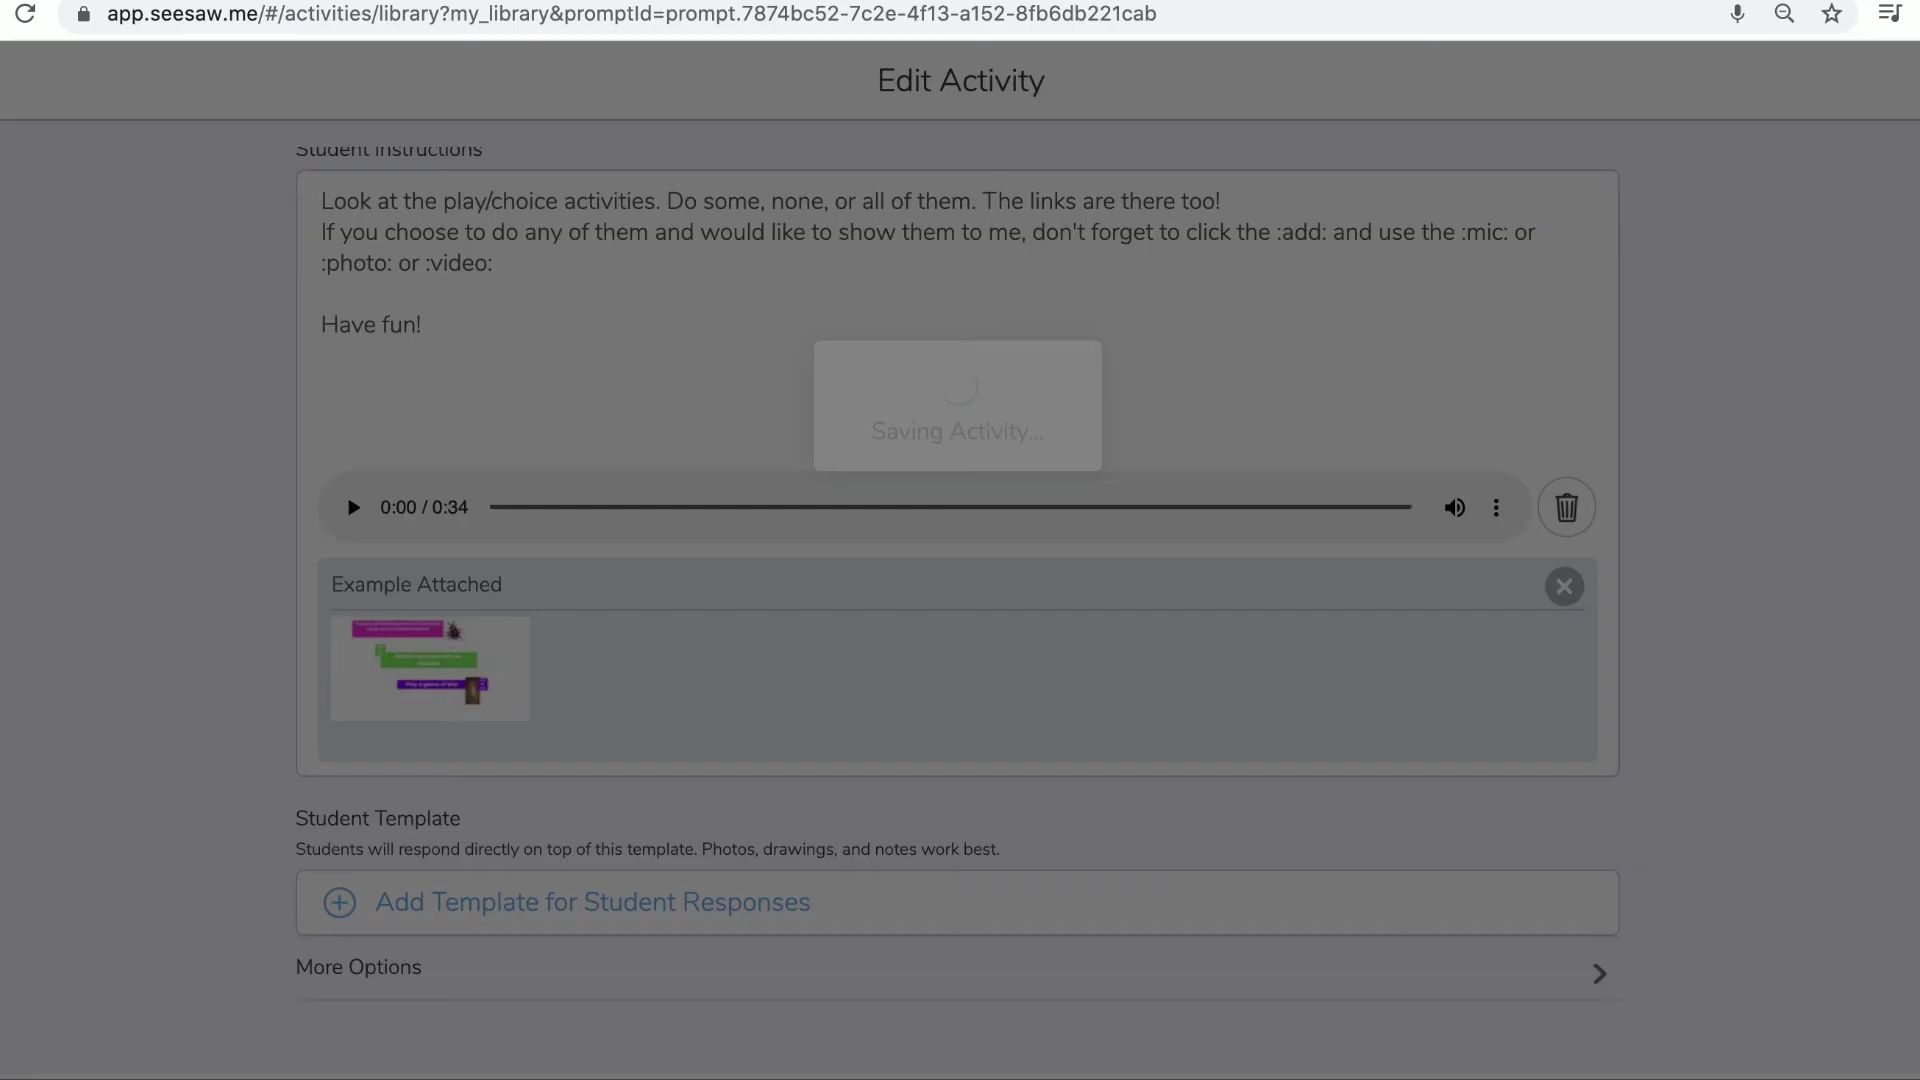 app.seesaw.me/#/activities/library?my_library&promptId=prompt.7874bc52-7c2e-4f13-a152-8fb6db221cab
Edit Activity
Student Instructions
Look at the play/choice activities. Do some, none, or all of them. The links are there too!
If you choose to do any of them and would like to show them to me, don't forget to click the :add: and use the :mic: or
:photo: or :video:
Have fun!
Saving Activity...
0:00 / 0:34
Example Attached
Student Template
Students will respond directly on top of this template. Photos, drawings, and notes work best.
Add Template for Student Responses
More Options